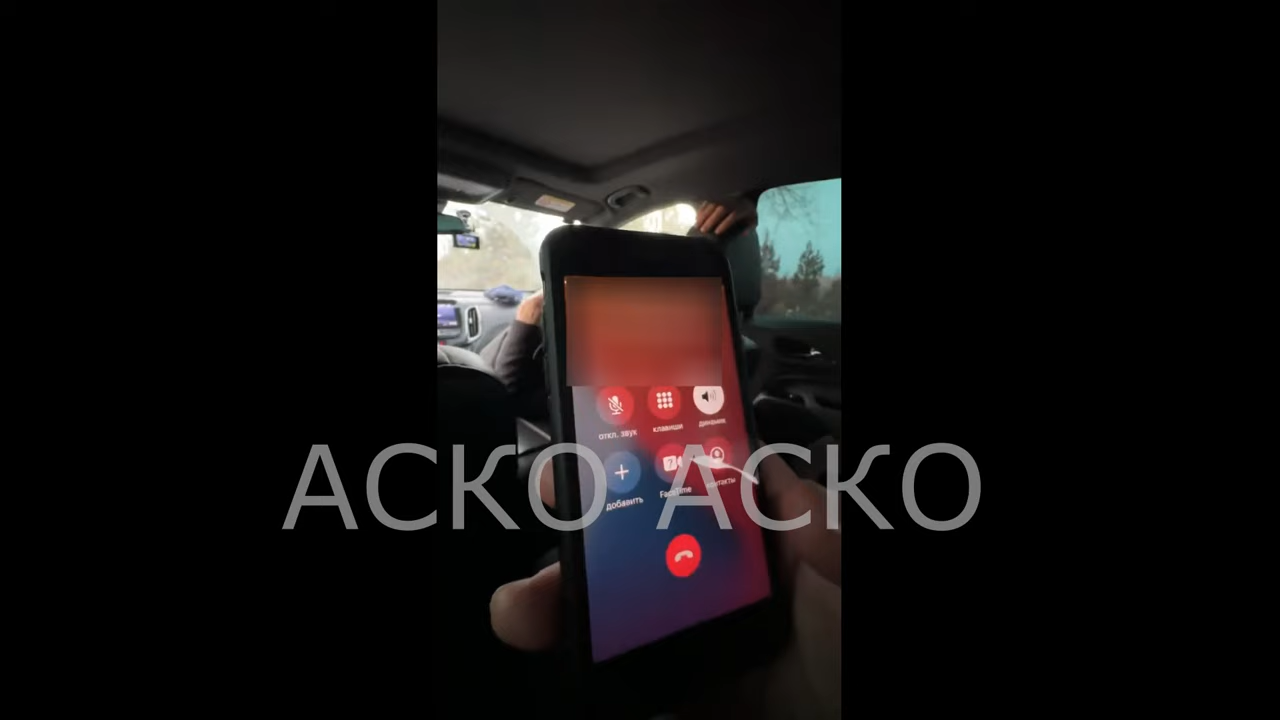 откл. звук
клавиши
динамик
добавить
FaceTime
контакты
АСКО АСКО